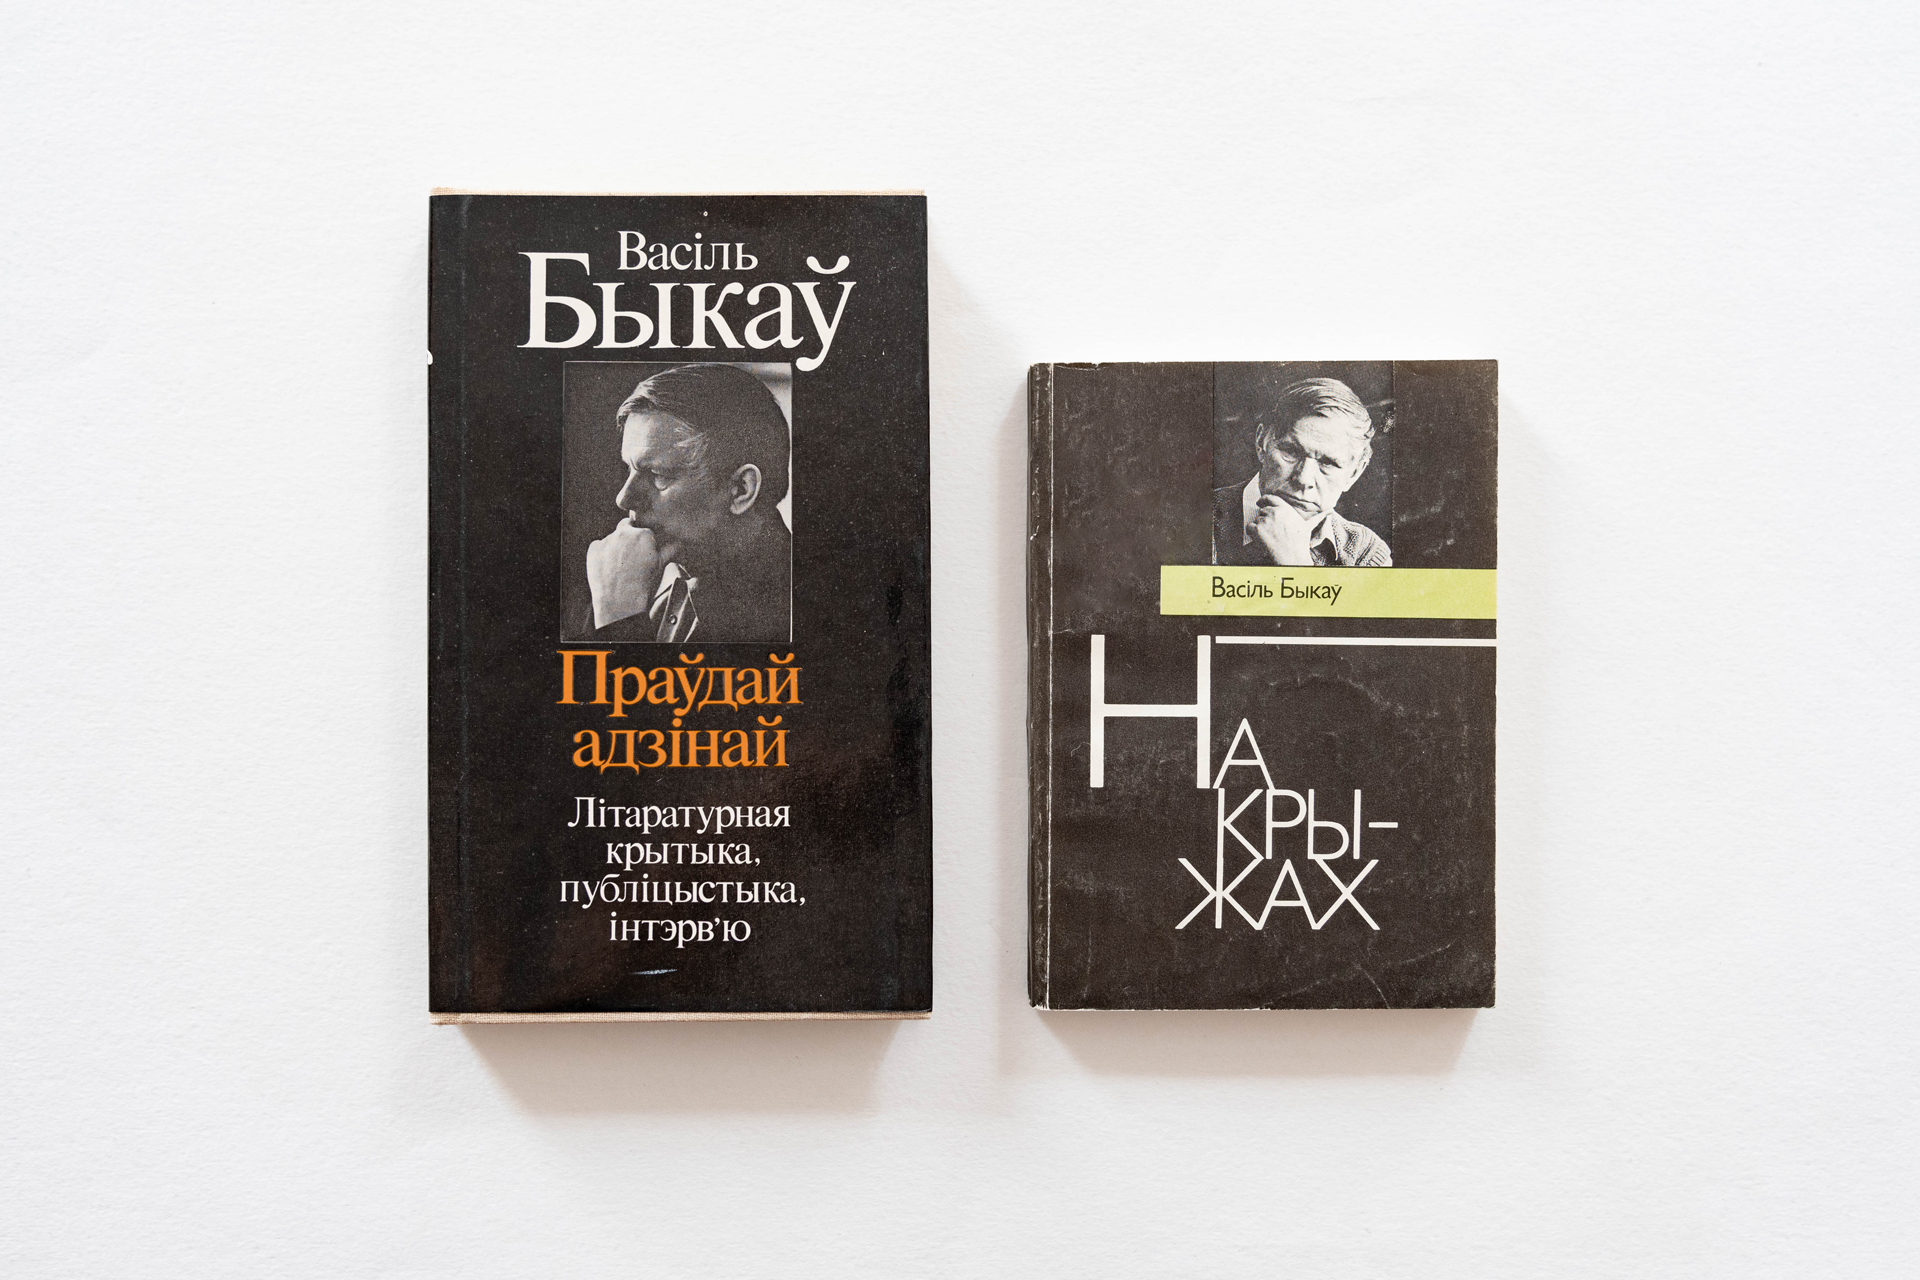 Васіль
Быкаў
Праўдай
адзінай
Літаратурная
крытыка,
публіцыстыка,
інтэрв’ю
Васіль Быкаў
На
КРЫ–
ЖАХ